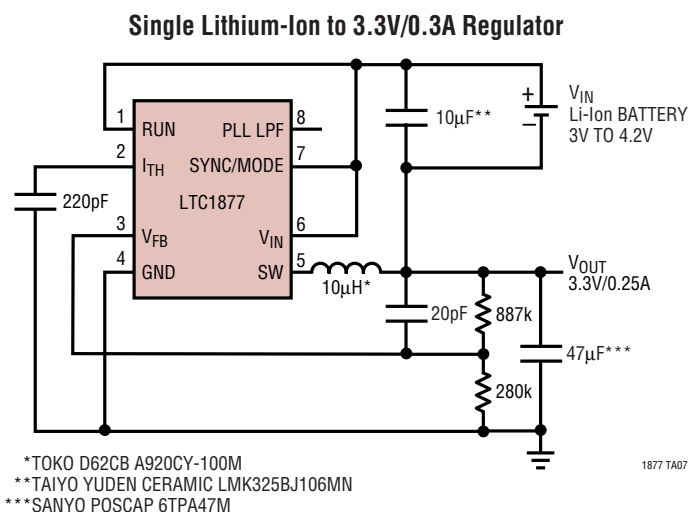 Single Lithium-Ion to 3.3V/0.3A Regulator
1
RUN
PLL LPF
8
2
ITH
SYNC/MODE
7
LTC1877
3
VFB
VIN
6
4
GND
SW
5
220pF
10µF**
+
–
VIN
Li-Ion BATTERY
3V TO 4.2V
10µH*
VOUT
3.3V/0.25A
20pF
887k
47µF***
280k
*TOKO D62CB A920CY-100M
**TAIYO YUDEN CERAMIC LMK325BJ106MN
***SANYO POSCAP 6TPA47M
1877 TA07